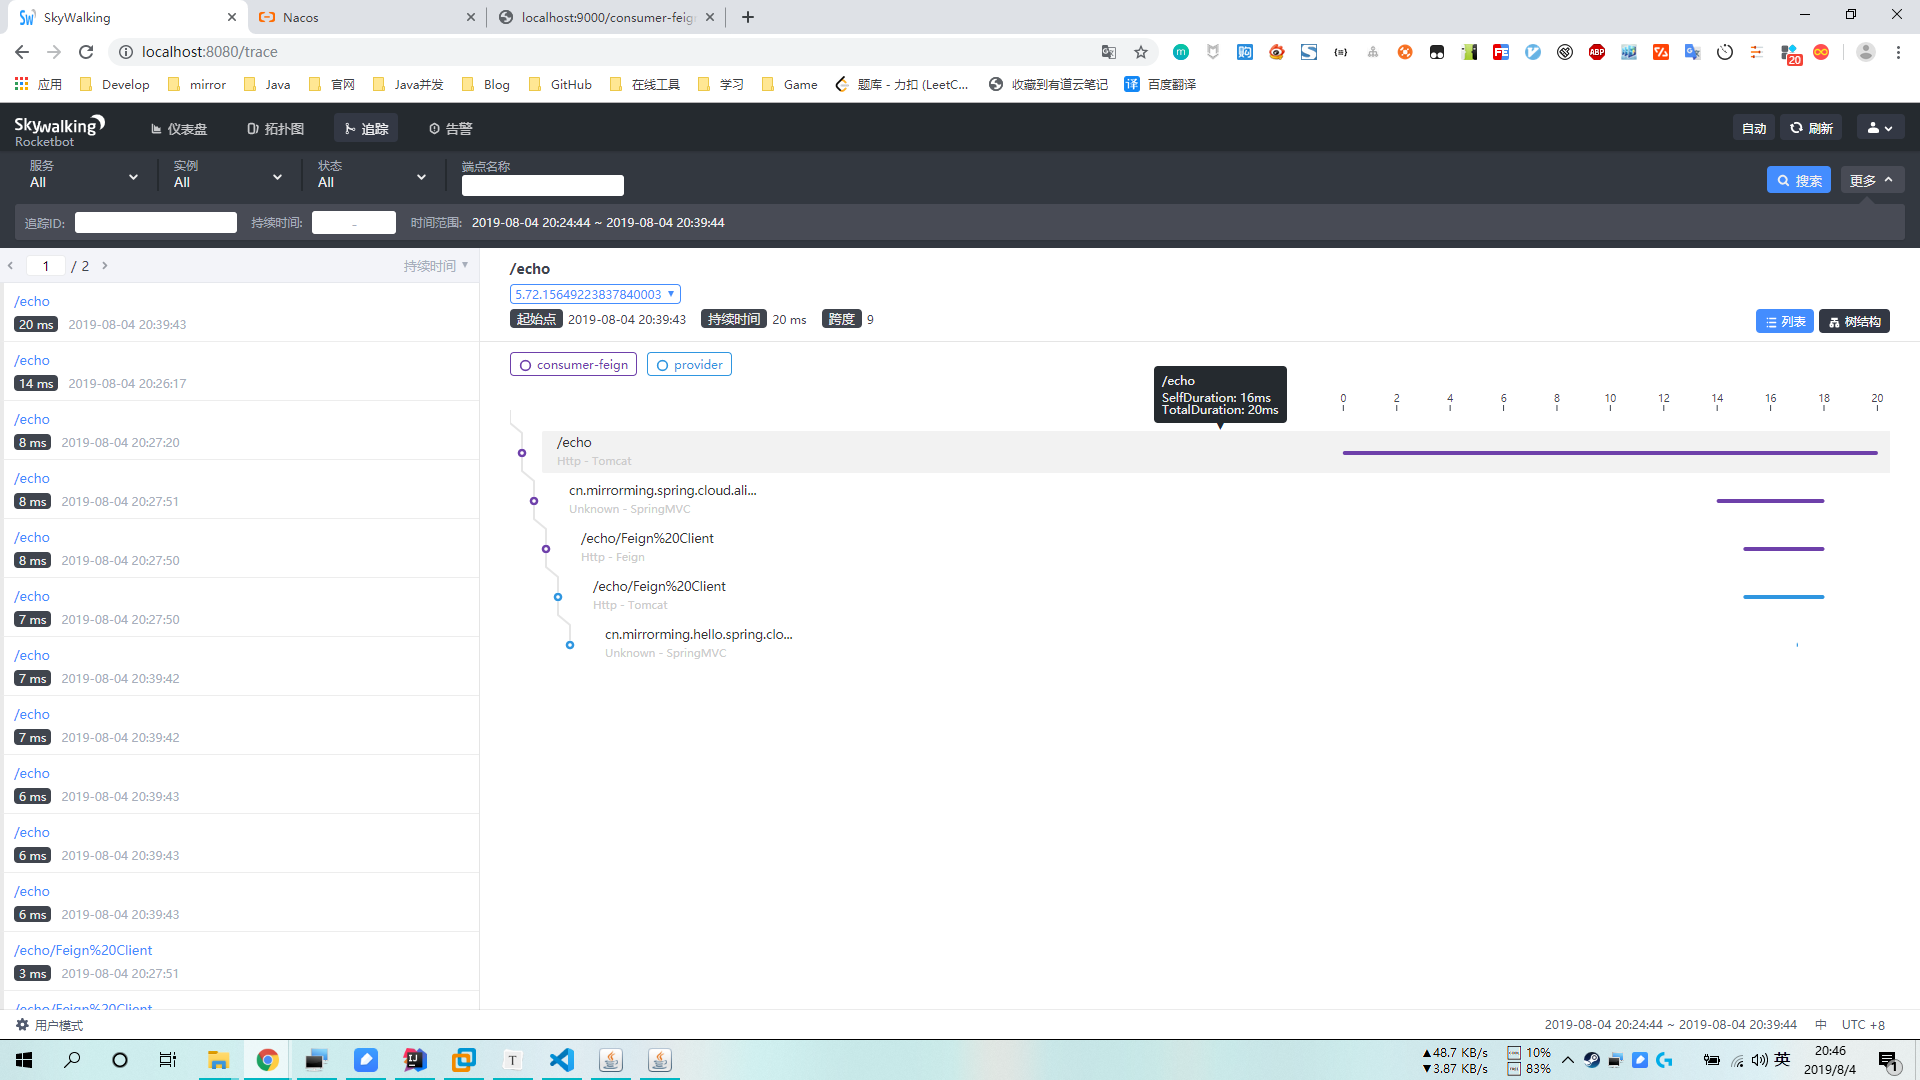 SkyWalking
Nacos
localhost:9000/consumer-feig
localhost:8080/trace
20
应用
Develop
mirror
Java
官网
Java并发
Blog
GitHub
在线工具
学习
Game
题库 - 力扣 (LeetC...
收藏到有道云笔记
百度翻译
Skywalking
Rocketbot
仪表盘
拓扑图
追踪
告警
自动
刷新
服务
All
实例
All
状态
All
端点名称
搜索
更多
追踪ID:
持续时间:
-
时间范围:
2019-08-04 20:24:44 ~ 2019-08-04 20:39:44
1 / 2
持续时间
/echo
20 ms 2019-08-04 20:39:43
/echo
14 ms 2019-08-04 20:26:17
/echo
8 ms 2019-08-04 20:27:20
/echo
8 ms 2019-08-04 20:27:51
/echo
8 ms 2019-08-04 20:27:50
/echo
7 ms 2019-08-04 20:27:50
/echo
7 ms 2019-08-04 20:39:42
/echo
7 ms 2019-08-04 20:39:42
/echo
6 ms 2019-08-04 20:39:43
/echo
6 ms 2019-08-04 20:39:43
/echo
6 ms 2019-08-04 20:39:43
/echo/Feign%20Client
3 ms 2019-08-04 20:27:51
/echo/Feign%20Client
/echo
5.72.15649223837840003
起始点 2019-08-04 20:39:43 持续时间 20 ms 跨度 9
列表
树结构
consumer-feign
provider
/echo
SelfDuration: 16ms
TotalDuration: 20ms
0 2 4 6 8 10 12 14 16 18 20
/echo
Http - Tomcat
cn.mirrorming.spring.cloud.ali...
Unknown - SpringMVC
/echo/Feign%20Client
Http - Feign
/echo/Feign%20Client
Http - Tomcat
cn.mirrorming.hello.spring.clo...
Unknown - SpringMVC
用户模式
2019-08-04 20:24:44 ~ 2019-08-04 20:39:44
中
UTC +8
48.7 KB/s
3.87 KB/s
10%
83%
英
20:46
2019/8/4
1